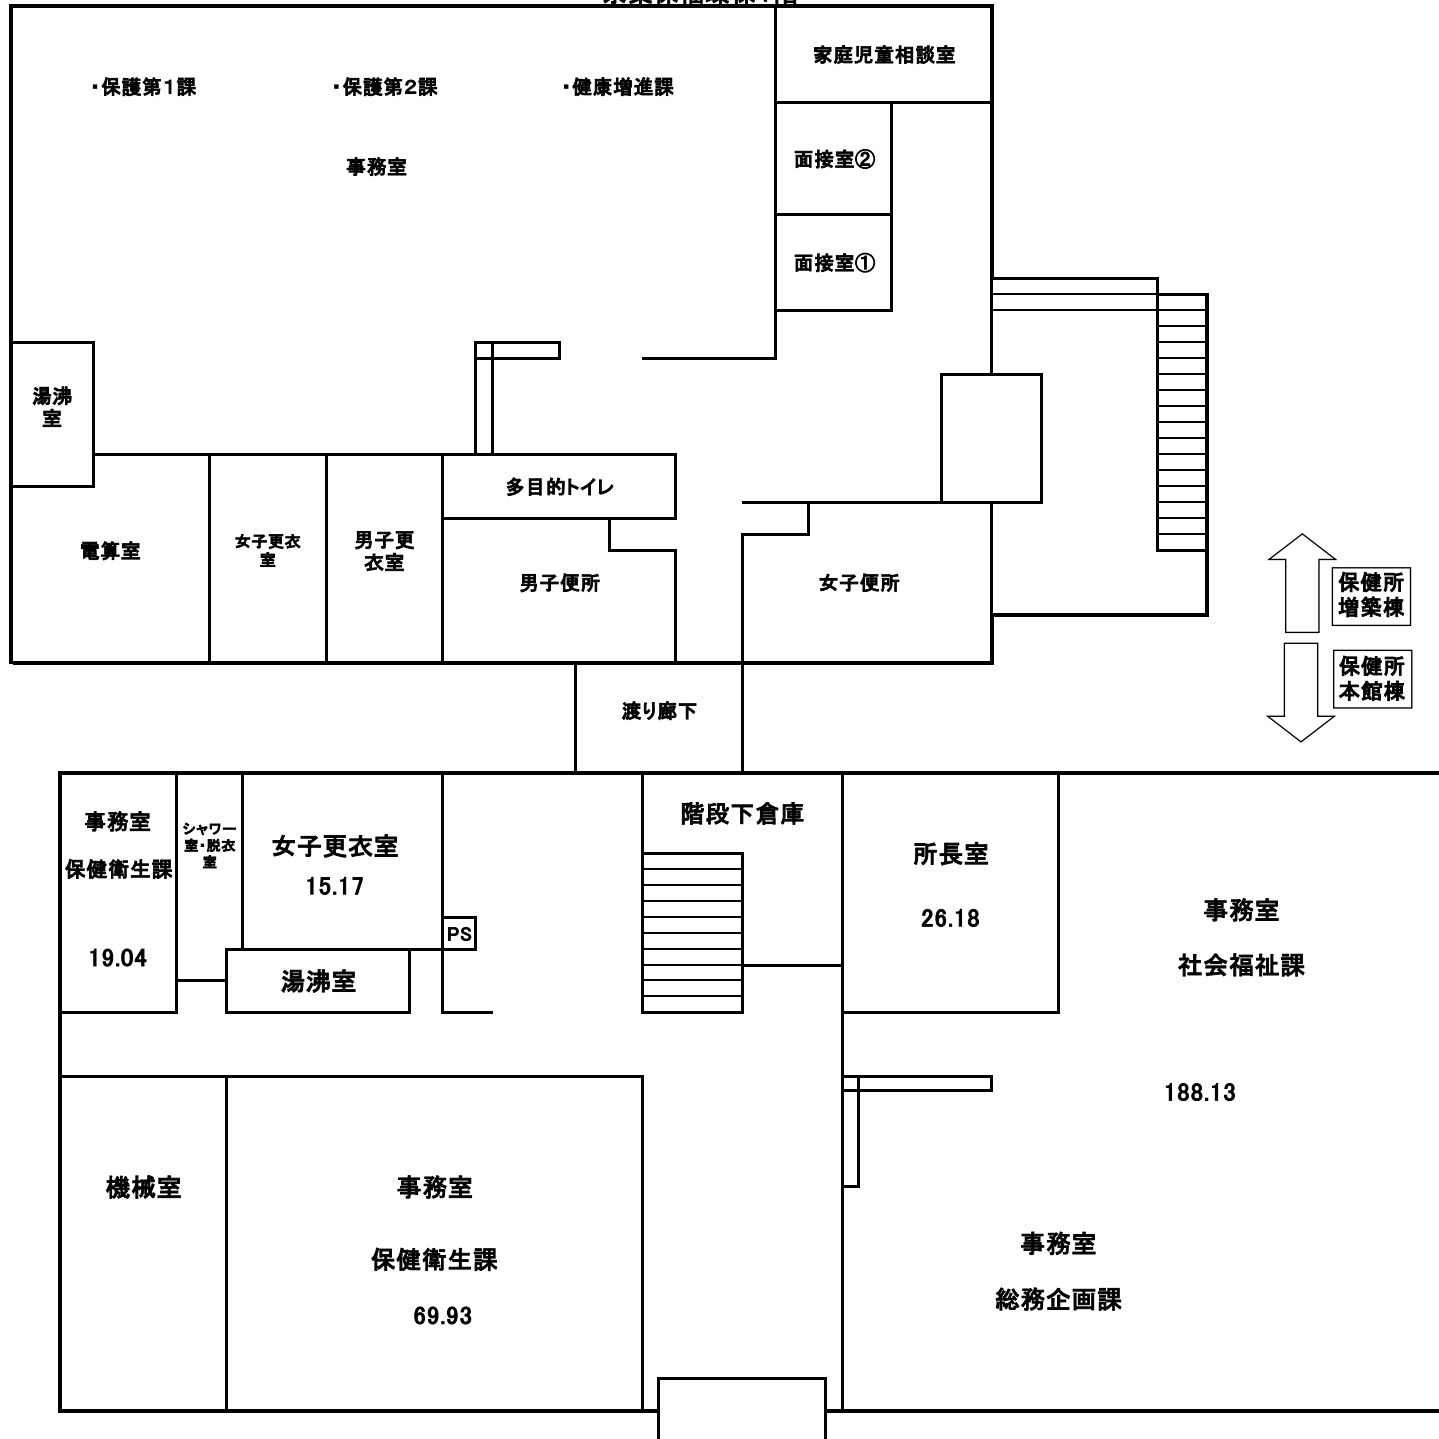 家庭児童相談室
・保護第1課
・保護第2課
・健康増進課
事務室
面接室②
面接室①
湯沸
室
多目的トイレ
電算室
女子更衣
室
男子更
衣室
男子便所
女子便所
保健所
増築棟
保健所
本館棟
渡り廊下
事務室
保健衛生課
19.04
シャワー
室・脱衣
室
女子更衣室
15.17
PS
湯沸室
階段下倉庫
所長室
26.18
事務室
社会福祉課
188.13
機械室
事務室
保健衛生課
69.93
事務室
総務企画課